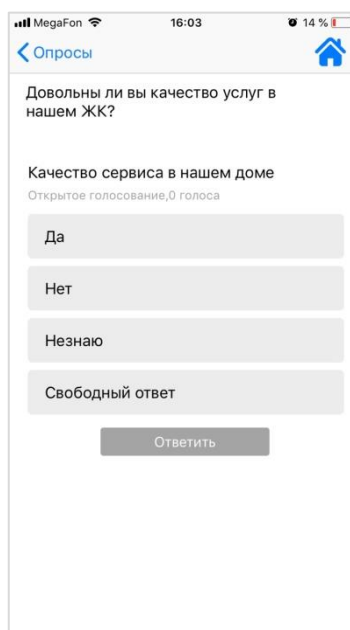 MegaFon 16:03 14 %
Опросы
Довольны ли вы качество услуг в
нашем ЖК?
Качество сервиса в нашем доме
Открытое голосование,0 голоса
Да
Нет
Незнаю
Свободный ответ
Ответить